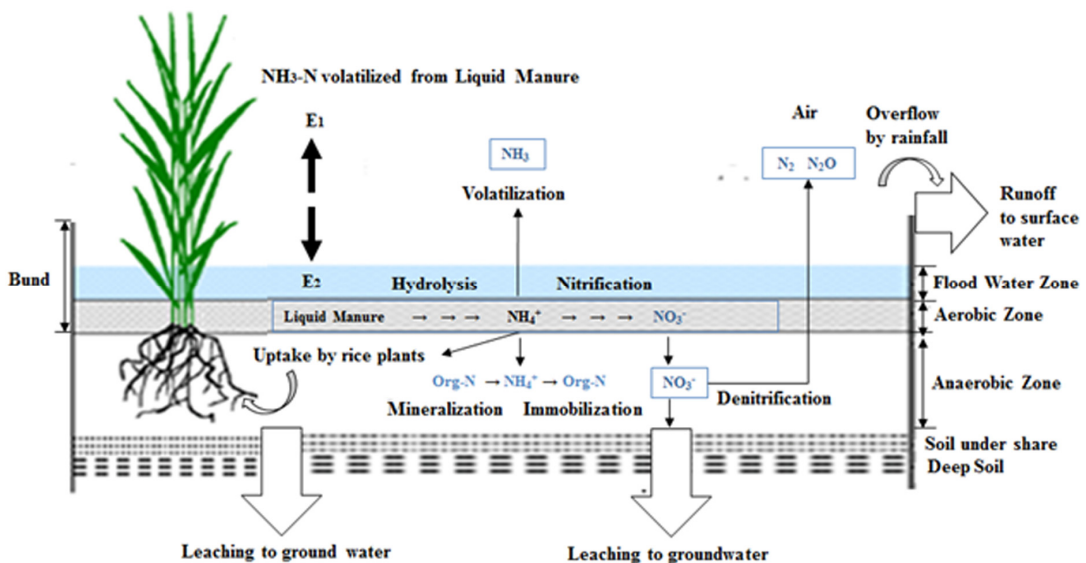 NH3-N volatilized from Liquid Manure
E1
Air
Overflow
by rainfall
NH3
N2 N2O
Volatilization
Runoff
to surface
water
Bund
E2
Hydrolysis
Nitrification
Flood Water Zone
Liquid Manure → → → NH4+ → → → NO3-
Aerobic Zone
Uptake by rice plants
Org-N → NH4+ → Org-N
NO3-
Anaerobic Zone
Mineralization
Immobilization
Denitrification
Soil under share
Deep Soil
Leaching to ground water
Leaching to groundwater